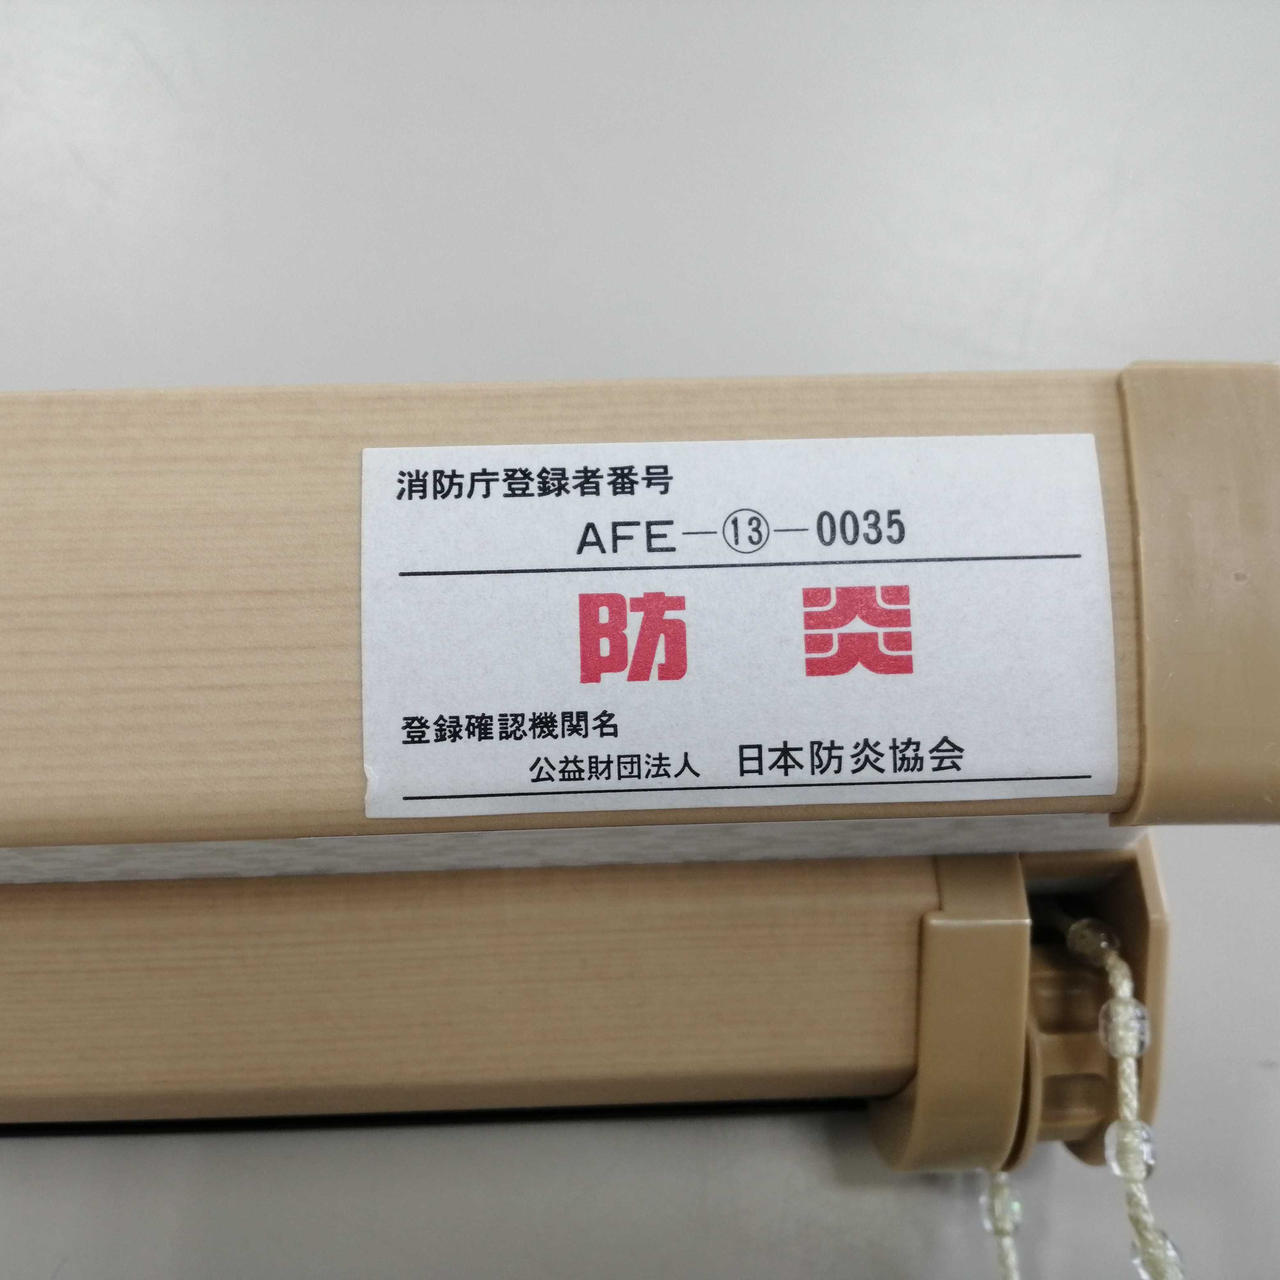 消防庁登録者番号
AFE－⑬－0035
防炎
登録確認機関名
公益財団法人 日本防炎協会